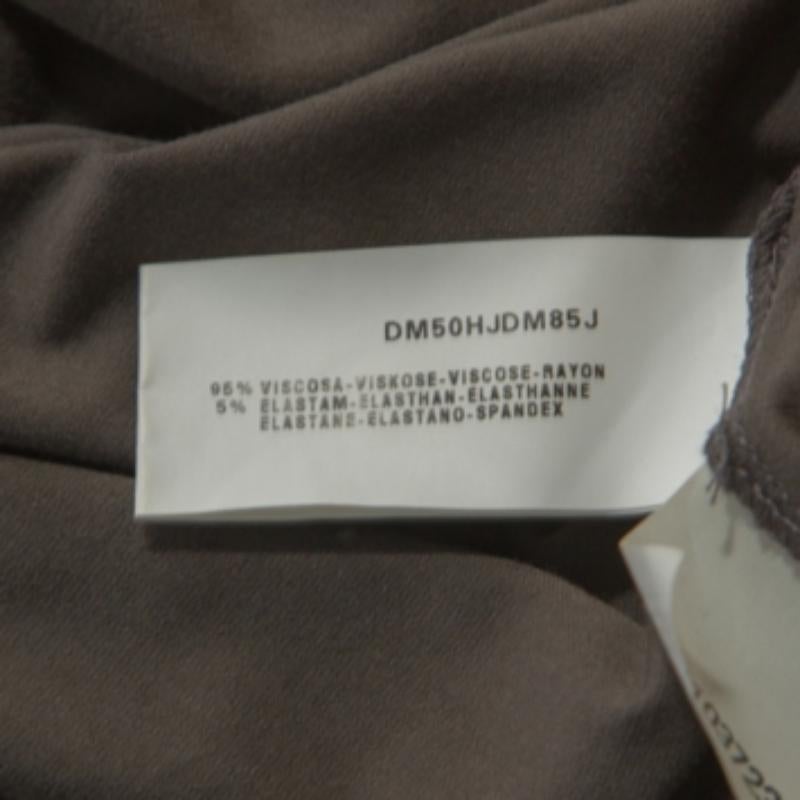 DM50HJDM85J
95% VISCOSA-VISKOSE-VISCOSE-RAYON
5% ELASTAM-ELASTHAN-ELASTHANNE
ELASTANE-ELASTANO-SPANDEX